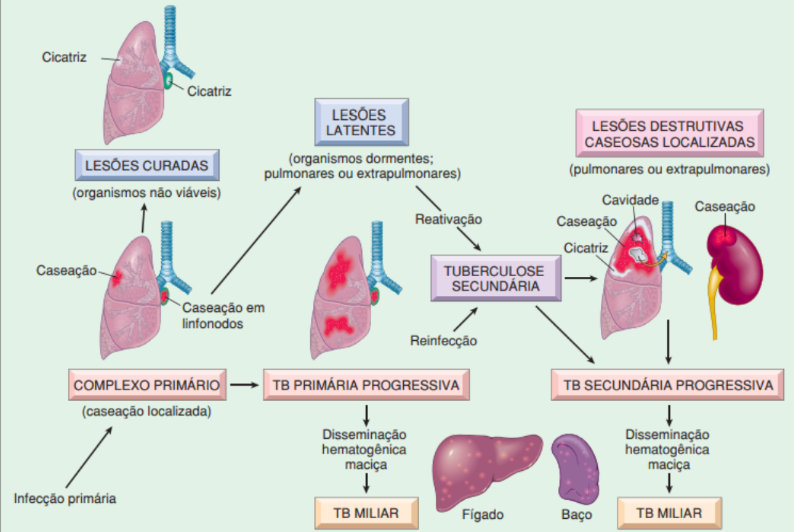 Cicatriz
Cicatriz
LESÕES CURADAS
(organismos não viáveis)
LESÕES
LATENTES
(organismos dormentes;
pulmonares ou extrapulmonares)
LESÕES DESTRUTIVAS
CASEOSAS LOCALIZADAS
(pulmonares ou extrapulmonares)
Reativação
Cavidade
Caseação
Cicatriz
Caseação
Caseação
Caseação em
linfonodos
TUBERCULOSE
SECUNDÁRIA
Reinfecção
COMPLEXO PRIMÁRIO
(caseação localizada)
TB PRIMÁRIA PROGRESSIVA
TB SECUNDÁRIA PROGRESSIVA
Infecção primária
Disseminação
hematogênica
maciça
TB MILIAR
Fígado
Baço
Disseminação
hematogênica
maciça
TB MILIAR